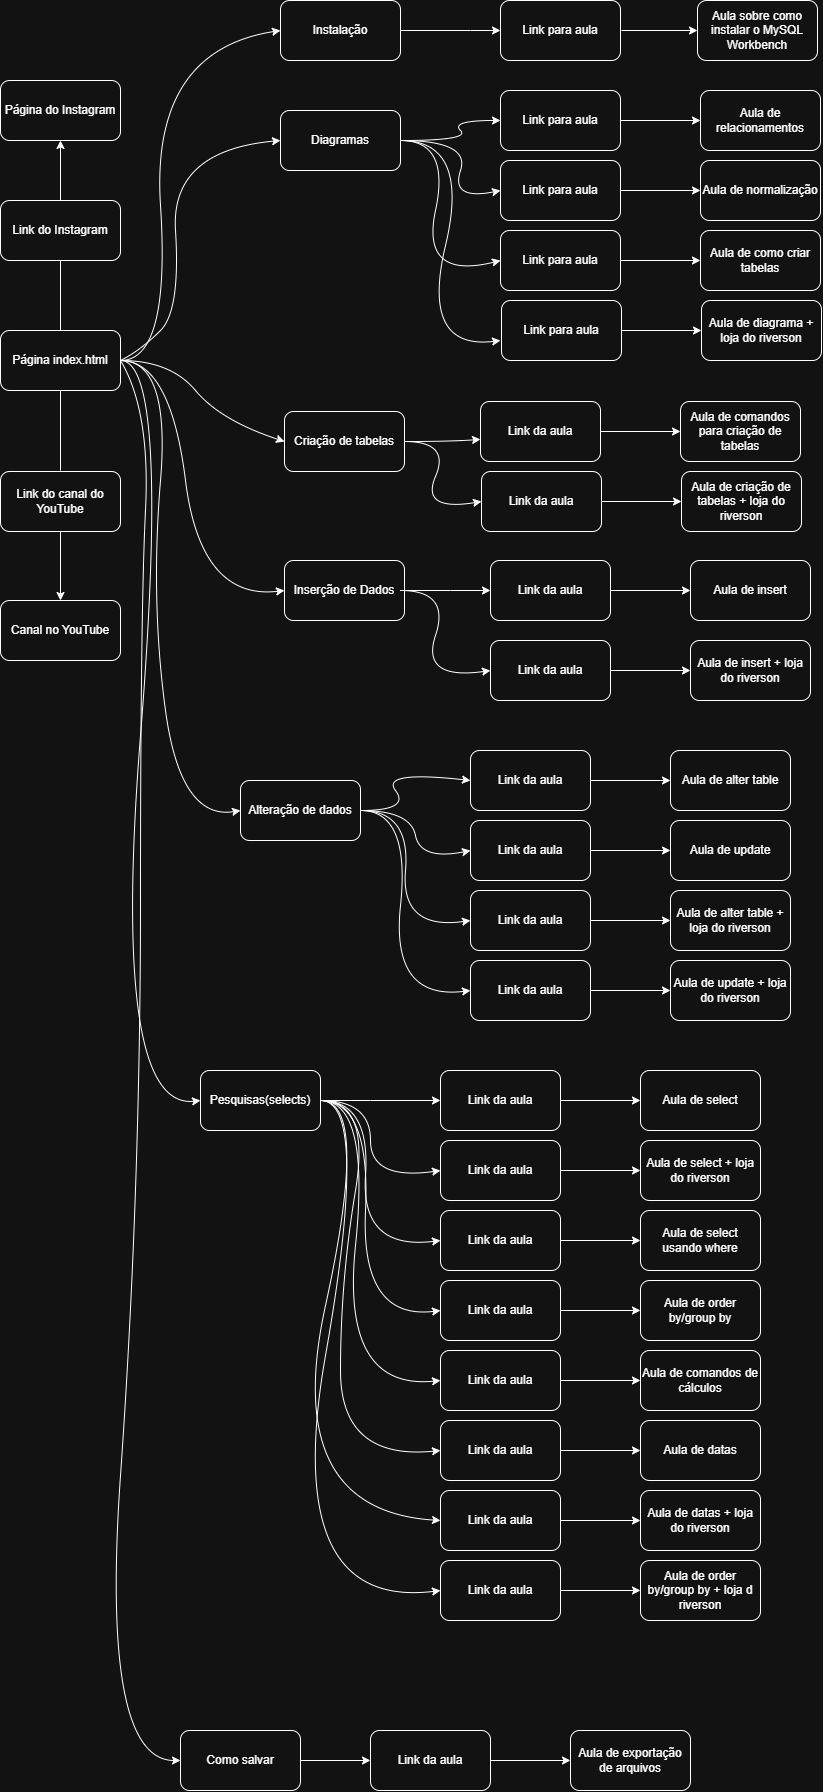 Instalação
Link para aula
Aula sobre como
instalar o MySQL
Workbench
Página do Instagram
Diagramas
Link para aula
Aula de
relacionamentos
Link para aula
Aula de normalização
Link do Instagram
Link para aula
Aula de como criar
tabelas
Link para aula
Aula de diagrama +
loja do riverson
Página index.html
Criação de tabelas
Link da aula
Aula de comandos
para criação de
tabelas
Link da aula
Aula de criação de
tabelas + loja do
riverson
Link do canal do
YouTube
Inserção de Dados
Link da aula
Aula de insert
Canal no YouTube
Link da aula
Aula de insert + loja
do riverson
Alteração de dados
Link da aula
Aula de alter table
Link da aula
Aula de update
Link da aula
Aula de alter table +
loja do riverson
Link da aula
Aula de update + loja
do riverson
Pesquisas(selects)
Link da aula
Aula de select
Link da aula
Aula de select + loja
do riverson
Link da aula
Aula de select
usando where
Link da aula
Aula de order
by/group by
Link da aula
Aula de comandos de
cálculos
Link da aula
Aula de datas
Link da aula
Aula de datas + loja
do riverson
Link da aula
Aula de order
by/group by + loja d
riverson
Como salvar
Link da aula
Aula de exportação
de arquivos